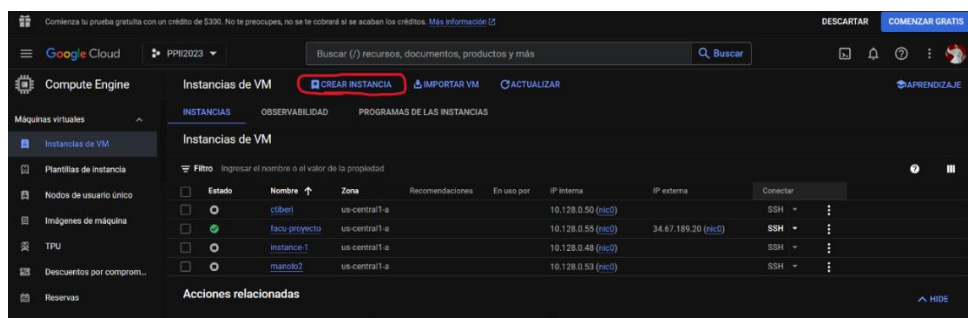 Comienza tu prueba gratuita con un crédito de $300. No te preocupes, no se te cobrará si se acaban los créditos. Más información DESCARTAR COMENZAR GRATIS
Google Cloud PPII2023 Buscar (/) recursos, documentos, productos y más Buscar
Compute Engine Instancias de VM CREAR INSTANCIA IMPORTAR VM ACTUALIZAR APRENDIZAJE
Máquinas virtuales INSTANCIAS OBSERVABILIDAD PROGRAMAS DE LAS INSTANCIAS
Instancias de VM Instancias de VM
Plantillas de instancia Filtro Ingresar el nombre o el valor de la propiedad
Nodos de usuario único Estado Nombre Zona Recomendaciones En uso por IP interna IP externa Conectar
ctiberi us-central1-a 10.128.0.50 (nic0) SSH
Imágenes de máquina facu-proyecto us-central1-a 10.128.0.55 (nic0) 34.67.189.20 (nic0) SSH
TPU instance-1 us-central1-a 10.128.0.48 (nic0) SSH
Descuentos por comprom... manolo2 us-central1-a 10.128.0.53 (nic0) SSH
Reservas Acciones relacionadas HIDE